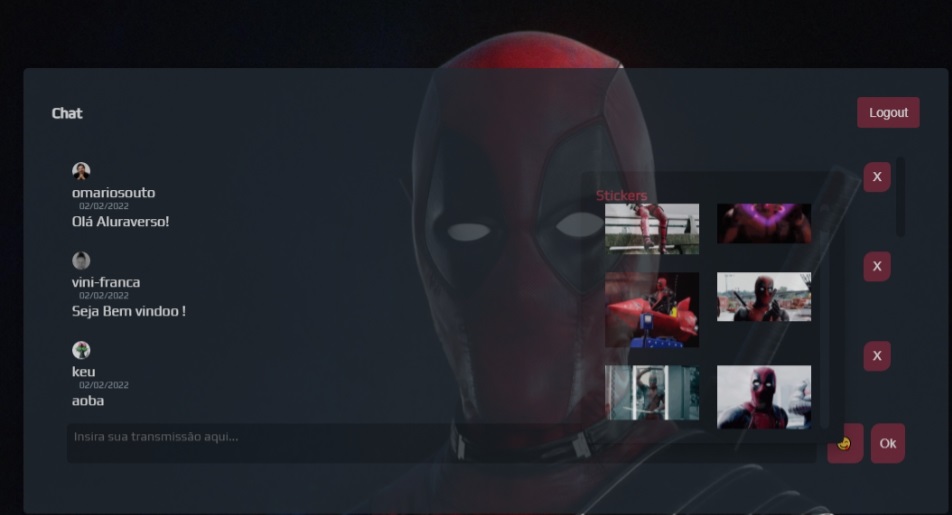 Chat
Logout
omariosouto
02/02/2022
Olá Aluraverso!
X
Stickers
vini-franca
02/02/2022
Seja Bem vindoo !
X
keu
02/02/2022
aoba
X
Insira sua transmissão aqui...
Ok